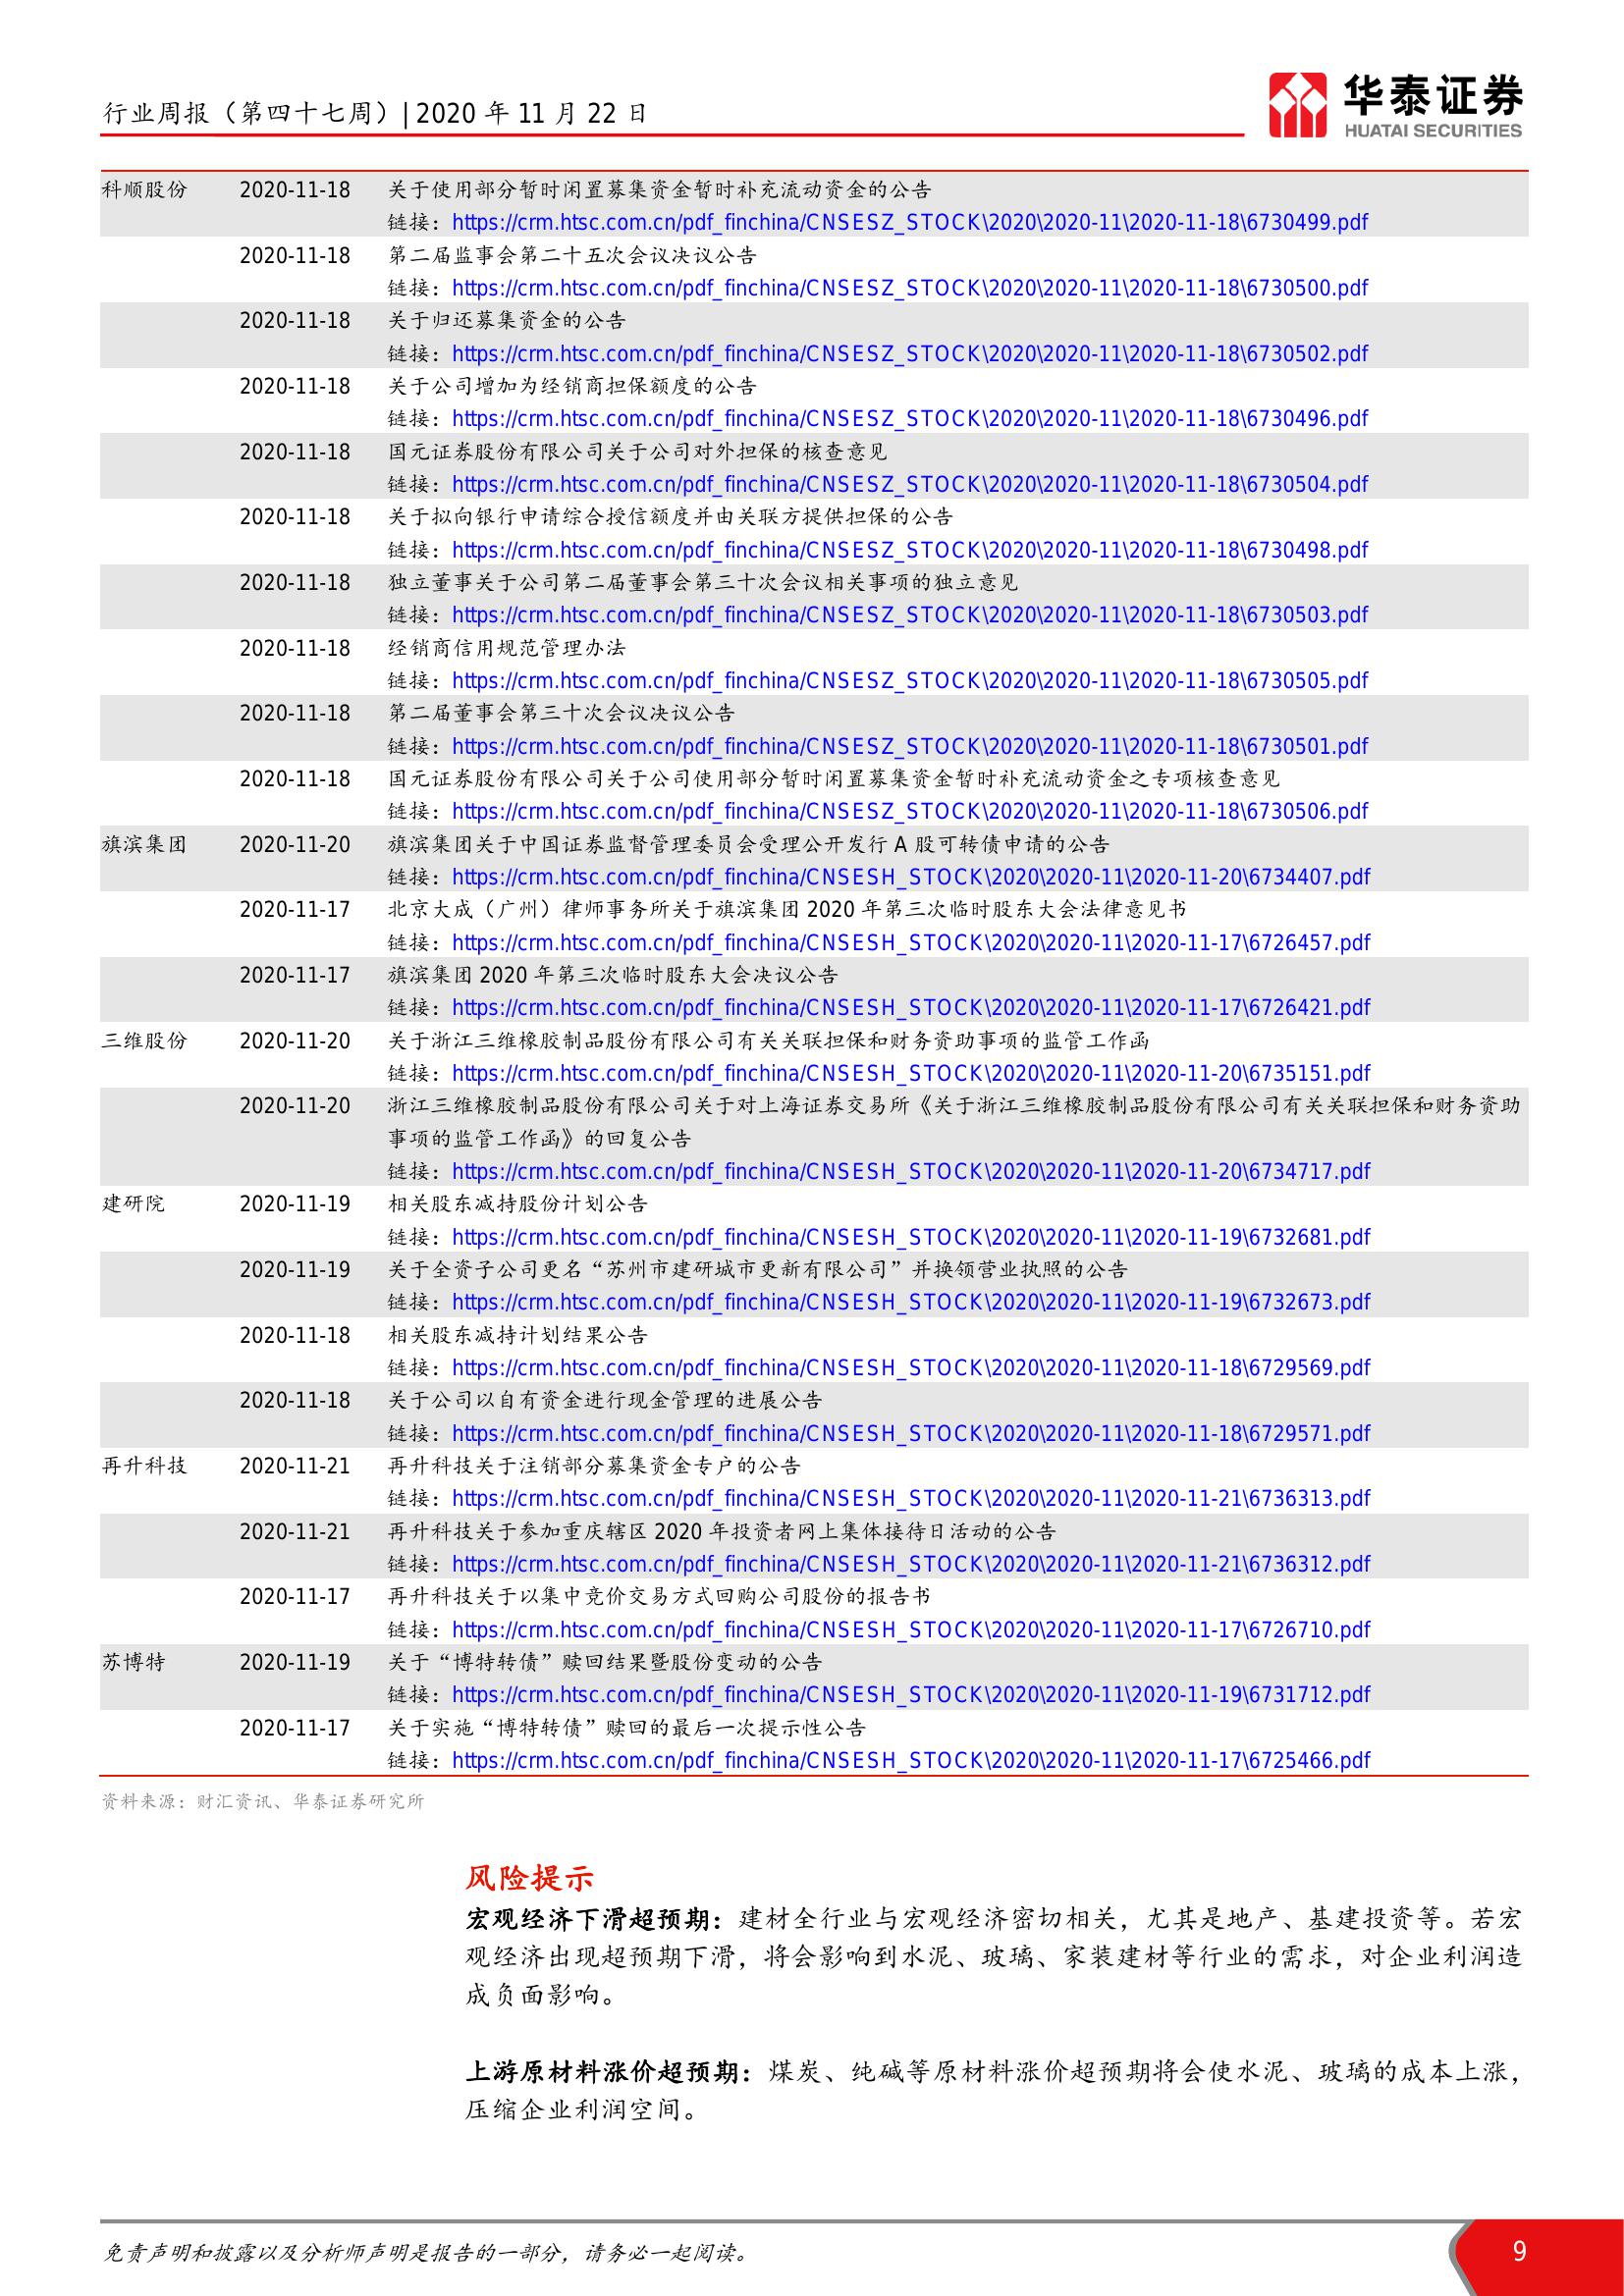 行业周报（第四十七周）| 2020 年 11 月 22 日
华泰证券
HUATAI SECURITIES
科顺股份 2020-11-18 关于使用部分暂时闲置募集资金暂时补充流动资金的公告
链接：https://crm.htsc.com.cn/pdf_finchina/CNSESZ_STOCK\2020\2020-11\2020-11-18\6730499.pdf
2020-11-18 第二届监事会第二十五次会议决议公告
链接：https://crm.htsc.com.cn/pdf_finchina/CNSESZ_STOCK\2020\2020-11\2020-11-18\6730500.pdf
2020-11-18 关于归还募集资金的公告
链接：https://crm.htsc.com.cn/pdf_finchina/CNSESZ_STOCK\2020\2020-11\2020-11-18\6730502.pdf
2020-11-18 关于公司增加为经销商担保额度的公告
链接：https://crm.htsc.com.cn/pdf_finchina/CNSESZ_STOCK\2020\2020-11\2020-11-18\6730496.pdf
2020-11-18 国元证券股份有限公司关于公司对外担保的核查意见
链接：https://crm.htsc.com.cn/pdf_finchina/CNSESZ_STOCK\2020\2020-11\2020-11-18\6730504.pdf
2020-11-18 关于拟向银行申请综合授信额度并由关联方提供担保的公告
链接：https://crm.htsc.com.cn/pdf_finchina/CNSESZ_STOCK\2020\2020-11\2020-11-18\6730498.pdf
2020-11-18 独立董事关于公司第二届董事会第三十次会议相关事项的独立意见
链接：https://crm.htsc.com.cn/pdf_finchina/CNSESZ_STOCK\2020\2020-11\2020-11-18\6730503.pdf
2020-11-18 经销商信用规范管理办法
链接：https://crm.htsc.com.cn/pdf_finchina/CNSESZ_STOCK\2020\2020-11\2020-11-18\6730505.pdf
2020-11-18 第二届董事会第三十次会议决议公告
链接：https://crm.htsc.com.cn/pdf_finchina/CNSESZ_STOCK\2020\2020-11\2020-11-18\6730501.pdf
2020-11-18 国元证券股份有限公司关于公司使用部分暂时闲置募集资金暂时补充流动资金之专项核查意见
链接：https://crm.htsc.com.cn/pdf_finchina/CNSESZ_STOCK\2020\2020-11\2020-11-18\6730506.pdf
旗滨集团 2020-11-20 旗滨集团关于中国证券监督管理委员会受理公开发行 A 股可转债申请的公告
链接：https://crm.htsc.com.cn/pdf_finchina/CNSESH_STOCK\2020\2020-11\2020-11-20\6734407.pdf
2020-11-17 北京大成（广州）律师事务所关于旗滨集团 2020 年第三次临时股东大会法律意见书
链接：https://crm.htsc.com.cn/pdf_finchina/CNSESH_STOCK\2020\2020-11\2020-11-17\6726457.pdf
2020-11-17 旗滨集团 2020 年第三次临时股东大会决议公告
链接：https://crm.htsc.com.cn/pdf_finchina/CNSESH_STOCK\2020\2020-11\2020-11-17\6726421.pdf
三维股份 2020-11-20 关于浙江三维橡胶制品股份有限公司有关关联担保和财务资助事项的监管工作函
链接：https://crm.htsc.com.cn/pdf_finchina/CNSESH_STOCK\2020\2020-11\2020-11-20\6735151.pdf
2020-11-20 浙江三维橡胶制品股份有限公司关于对上海证券交易所《关于浙江三维橡胶制品股份有限公司有关关联担保和财务资助
事项的监管工作函》的回复公告
链接：https://crm.htsc.com.cn/pdf_finchina/CNSESH_STOCK\2020\2020-11\2020-11-20\6734717.pdf
建研院 2020-11-19 相关股东减持股份计划公告
链接：https://crm.htsc.com.cn/pdf_finchina/CNSESH_STOCK\2020\2020-11\2020-11-19\6732681.pdf
2020-11-19 关于全资子公司更名“苏州市建研城市更新有限公司”并换领营业执照的公告
链接：https://crm.htsc.com.cn/pdf_finchina/CNSESH_STOCK\2020\2020-11\2020-11-19\6732673.pdf
2020-11-18 相关股东减持计划结果公告
链接：https://crm.htsc.com.cn/pdf_finchina/CNSESH_STOCK\2020\2020-11\2020-11-18\6729569.pdf
2020-11-18 关于公司以自有资金进行现金管理的进展公告
链接：https://crm.htsc.com.cn/pdf_finchina/CNSESH_STOCK\2020\2020-11\2020-11-18\6729571.pdf
再升科技 2020-11-21 再升科技关于注销部分募集资金专户的公告
链接：https://crm.htsc.com.cn/pdf_finchina/CNSESH_STOCK\2020\2020-11\2020-11-21\6736313.pdf
2020-11-21 再升科技关于参加重庆辖区 2020 年投资者网上集体接待日活动的公告
链接：https://crm.htsc.com.cn/pdf_finchina/CNSESH_STOCK\2020\2020-11\2020-11-21\6736312.pdf
2020-11-17 再升科技关于以集中竞价交易方式回购公司股份的报告书
链接：https://crm.htsc.com.cn/pdf_finchina/CNSESH_STOCK\2020\2020-11\2020-11-17\6726710.pdf
苏博特 2020-11-19 关于“博特转债”赎回结果暨股份变动的公告
链接：https://crm.htsc.com.cn/pdf_finchina/CNSESH_STOCK\2020\2020-11\2020-11-19\6731712.pdf
2020-11-17 关于实施“博特转债”赎回的最后一次提示性公告
链接：https://crm.htsc.com.cn/pdf_finchina/CNSESH_STOCK\2020\2020-11\2020-11-17\6725466.pdf
资料来源：财汇资讯、华泰证券研究所
风险提示
宏观经济下滑超预期：建材全行业与宏观经济密切相关，尤其是地产、基建投资等。若宏
观经济出现超预期下滑，将会影响到水泥、玻璃、家装建材等行业的需求，对企业利润造
成负面影响。
上游原材料涨价超预期：煤炭、纯碱等原材料涨价超预期将会使水泥、玻璃的成本上涨，
压缩企业利润空间。
免责声明和披露以及分析师声明是报告的一部分，请务必一起阅读。
9